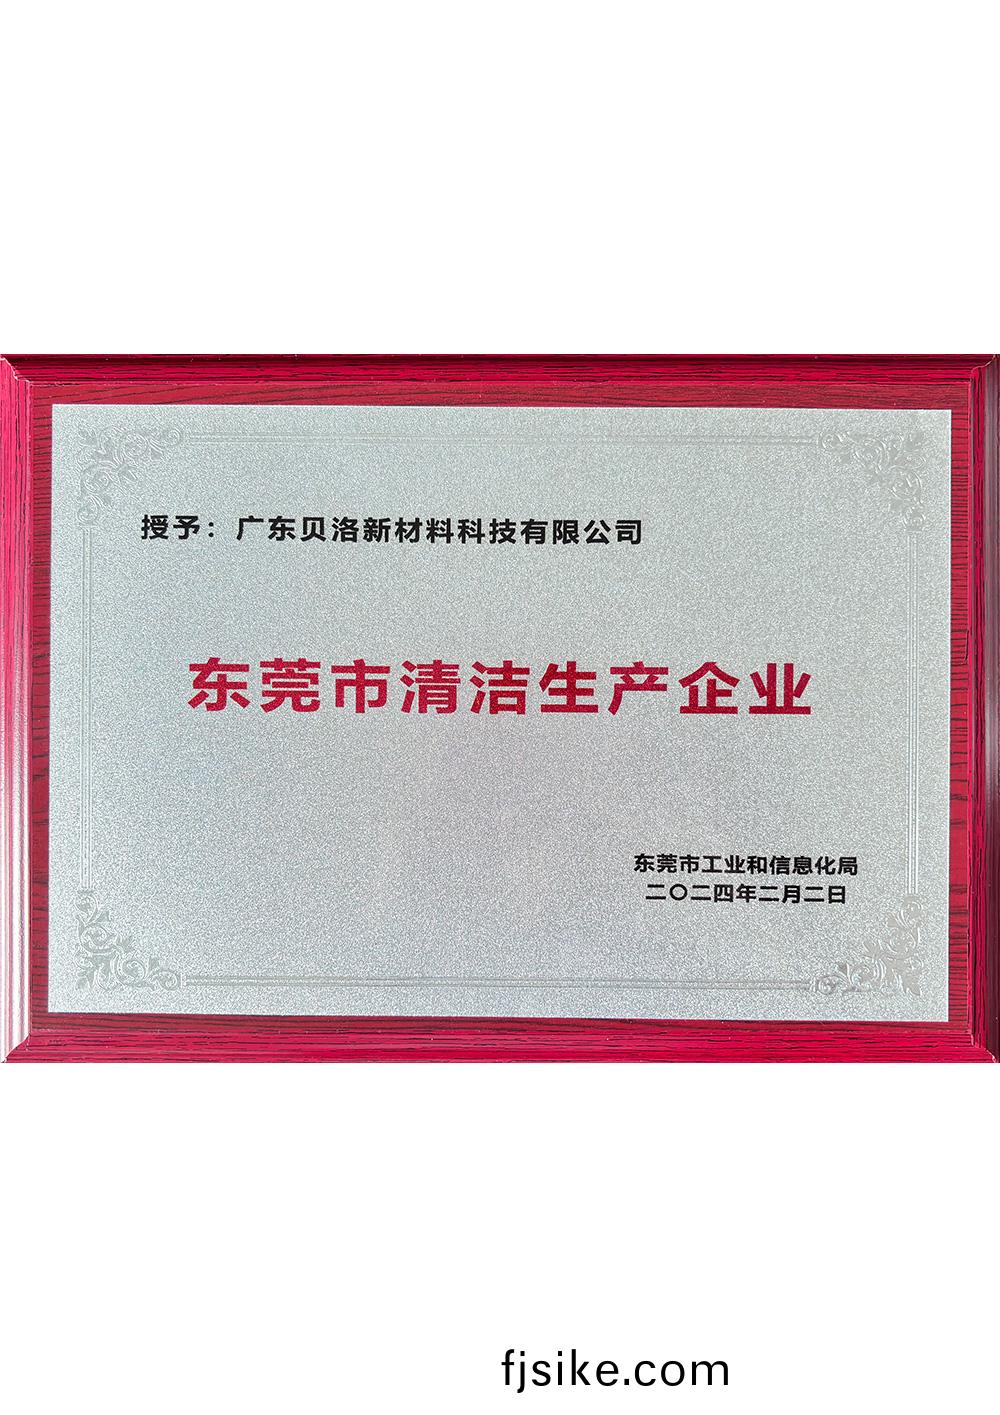 授予：广东贝洛新材料科技有限公司
东莞市清洁生产企业
东莞市工业和信息化局
二〇二四年二月二日
fjsike.com